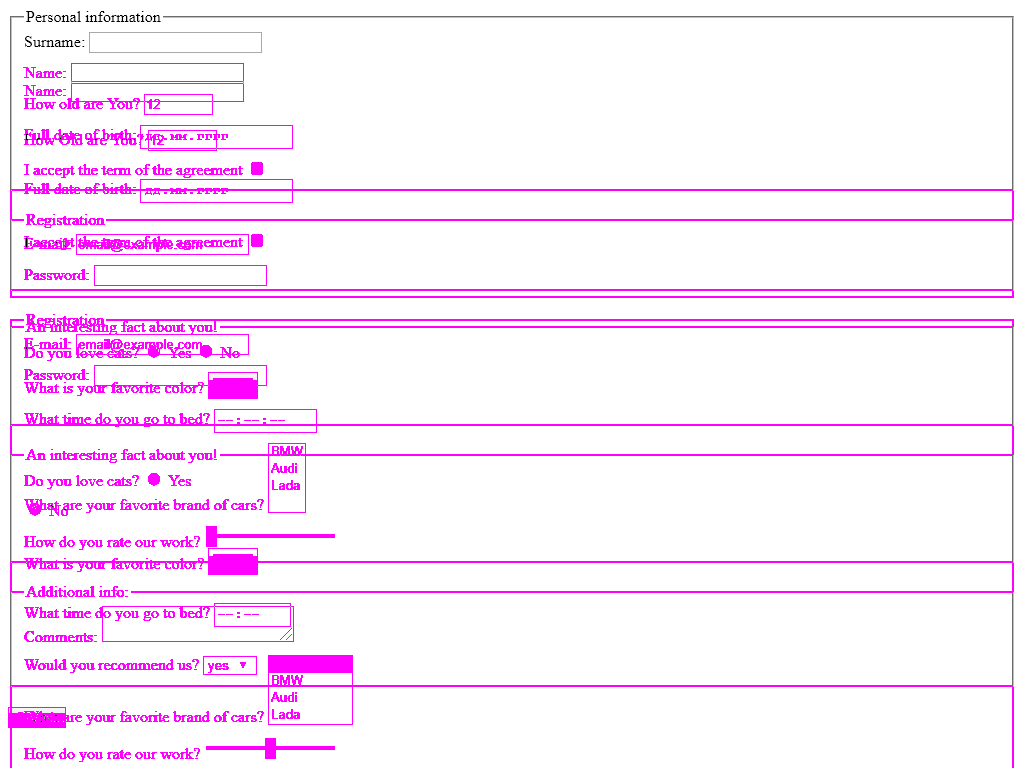 Personal information
Surname:
Name:
Name:
How old are You? 12
Full date of birth:
How Old are You 12
I accept the term of the agreement
Full date of birth: дд.мм.гггг
Registration
I accept the term of the agreement
E-mail: email@example.com
Password:
Registration
An interesting fact about you!
E-mail: email@example.com
Do you love cats? Yes No
Password:
What is your favorite color?
What time do you go to bed? --:--:--
An interesting fact about you!
BMW
Audi
Do you love cats? Yes
Lada
What are your favorite brand of cars?
No
How do you rate our work?
What is your favorite color?
Additional info:
What time do you go to bed? --:--
Comments:
Would you recommend us? yes
BMW
Audi
Lada
What are your favorite brand of cars?
How do you rate our work?